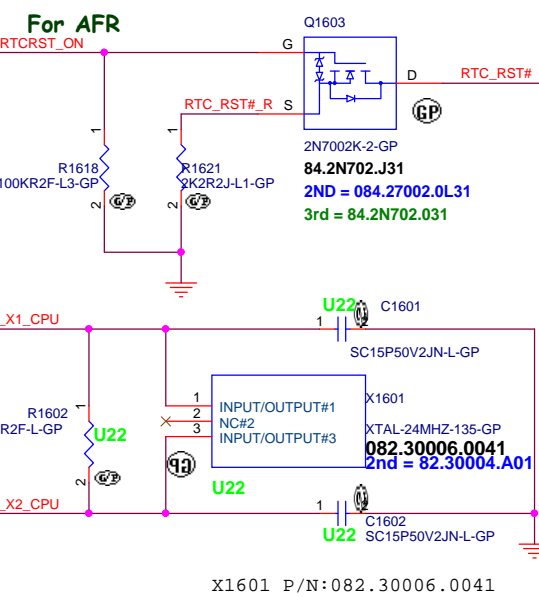 For AFR
Q1603
RTCRST_ON
G
D
RTC_RST#
RTC_RST#_R
S
GP
2N7002K-2-GP
84.2N702.J31
2ND = 084.27002.0L31
3rd = 84.2N702.031
1
1
R1618
100KR2F-L3-GP
R1621
2K2R2J-L1-GP
2
G/P
2
G/P
U22
C1601
_X1_CPU
1
2
SC15P50V2JN-L-GP
X1601
1
INPUT/OUTPUT#1
2
NC#2
3
INPUT/OUTPUT#3
1
R1602
R2F-L-GP
U22
XTAL-24MHZ-135-GP
082.30006.0041
2nd = 82.30004.A01
2
G/P
GP
U22
_X2_CPU
1
2
C1602
U22
SC15P50V2JN-L-GP
X1601 P/N:082.30006.0041